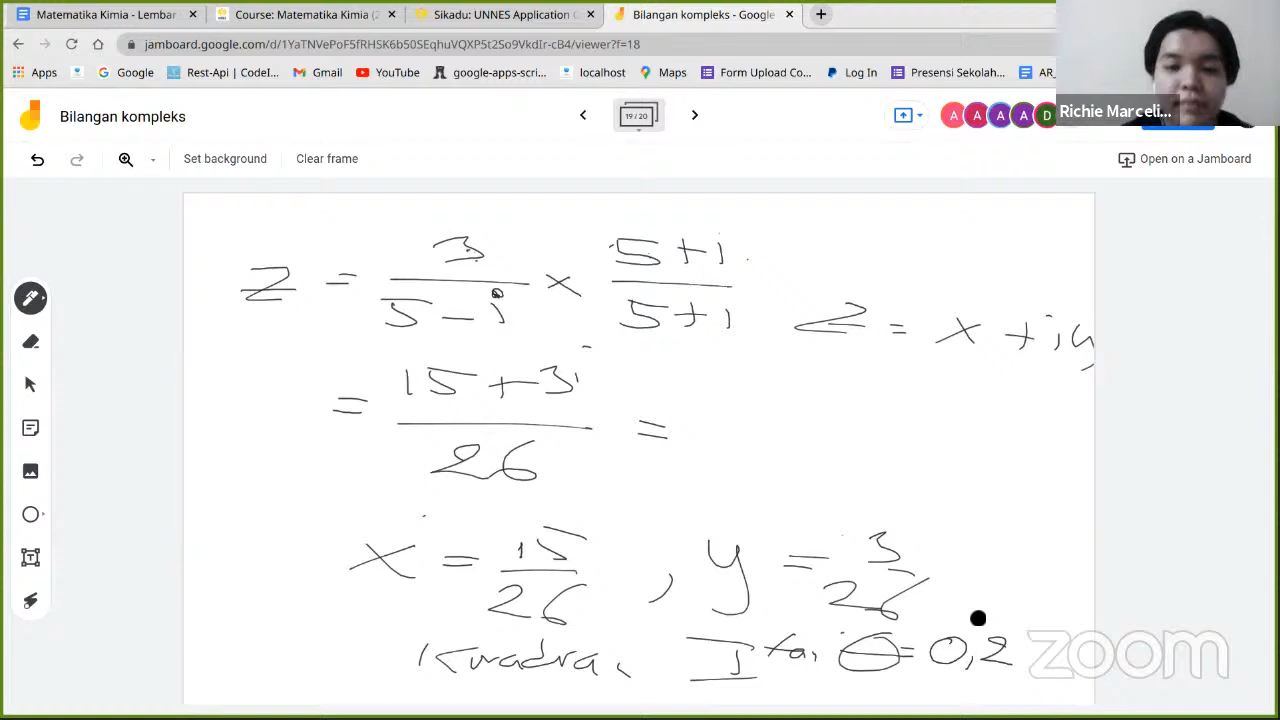 Matematika Kimia - Lembar
Course: Matematika Kimia (2
Sikadu: UNNES Application C
Bilangan kompleks - Google
jamboard.google.com/d/1YaTNVePoF5fRHSK6b50SEqhuVQXP5t2So9VkdIr-cB4/viewer?f=18
Apps
Google
Rest-Api | CodeI...
Gmail
YouTube
google-apps-scri...
localhost
Maps
Form Upload Co...
Log In
Presensi Sekolah...
AR_
Richie Marceli...
Bilangan kompleks
19 / 20
A A A A D
Set background
Clear frame
Open on a Jamboard
Z = 3/(5 - i) × (5 + i)/(5 + i)
Z = x + iy
= (15 + 3i)/26 =
x = 15/26 , y = 3/26
Kuadran I tan θ = 0,2
zoom